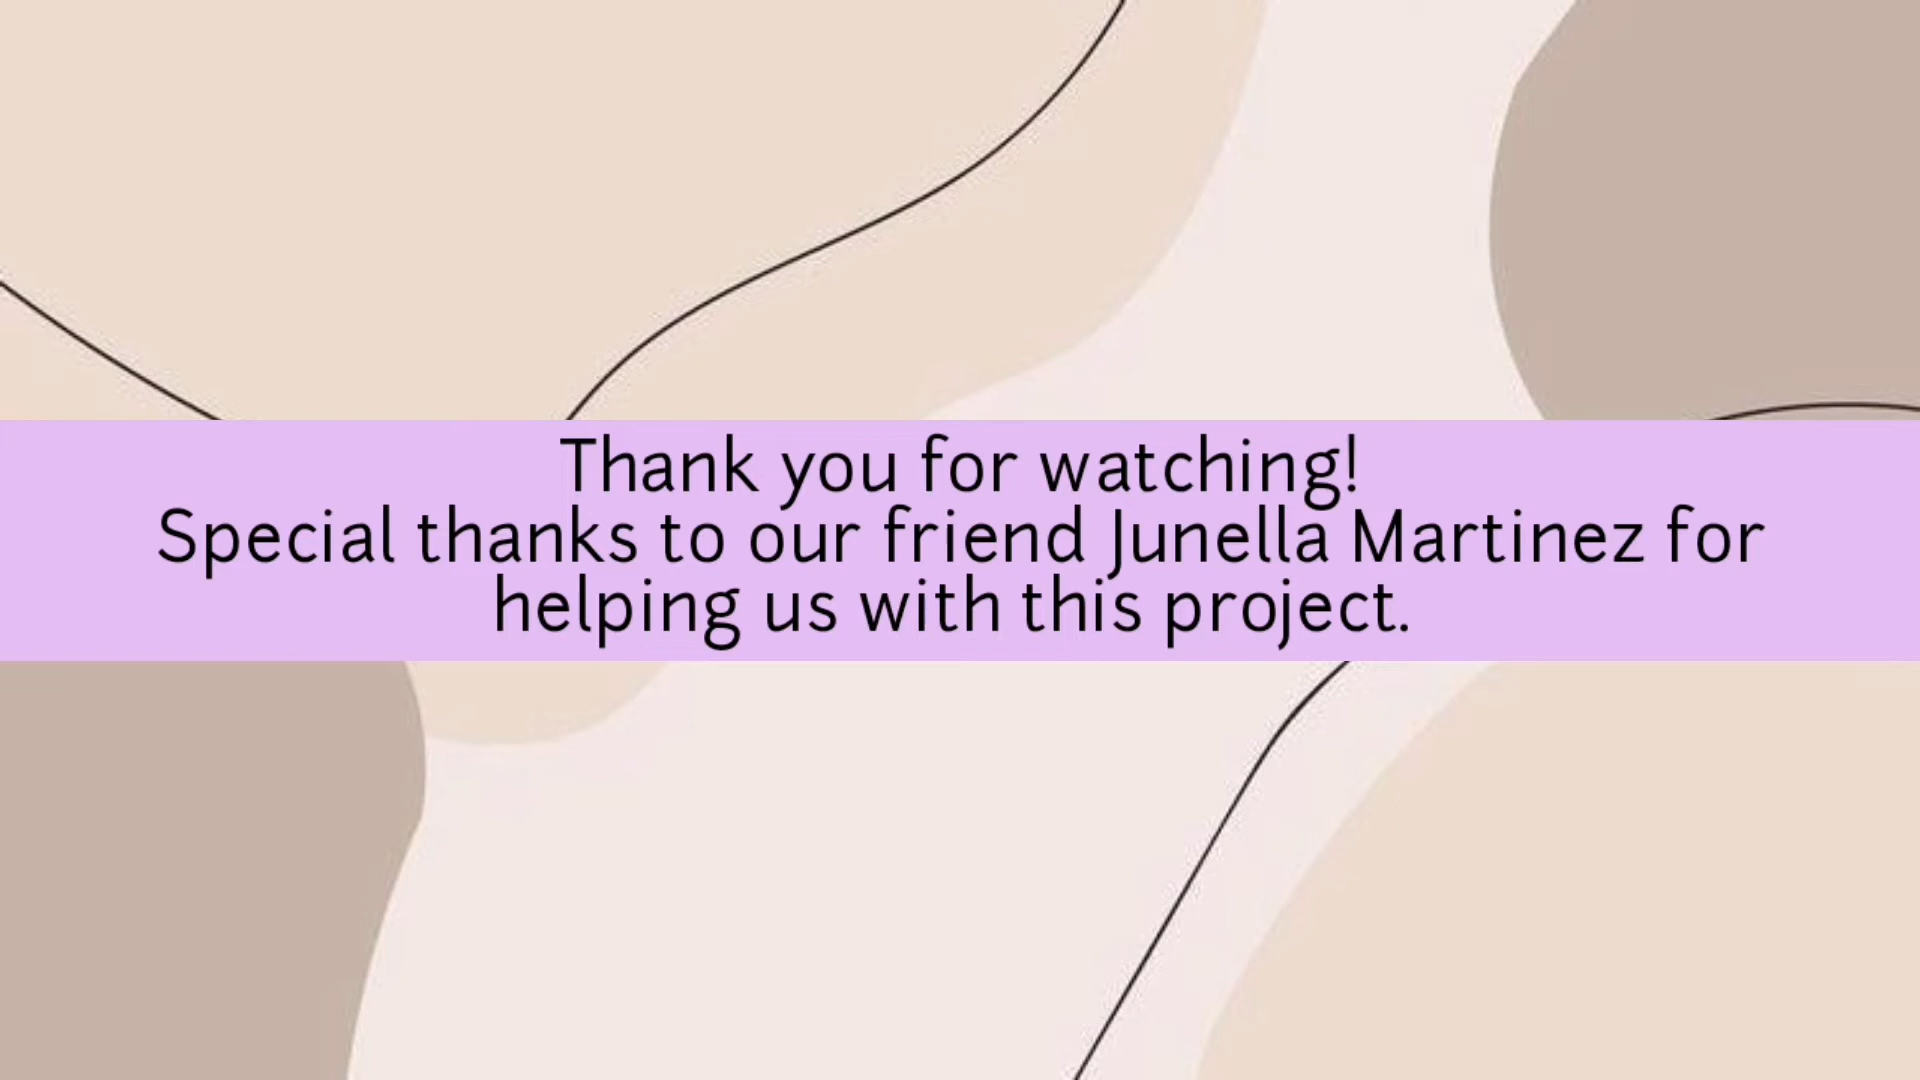 Thank you for watching!
Special thanks to our friend Junella Martinez for
helping us with this project.